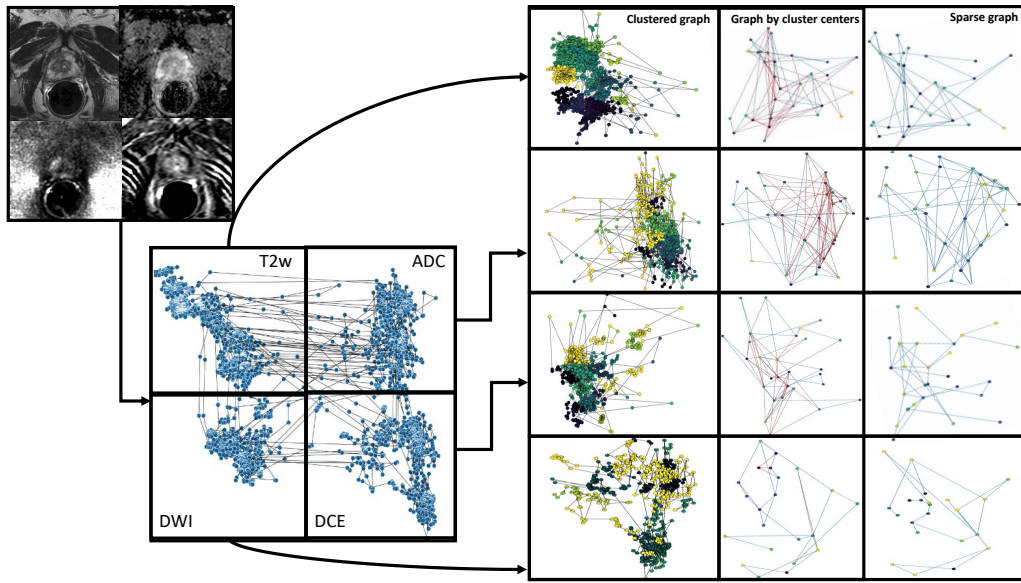 Clustered graph
Graph by cluster centers
Sparse graph
T2w
ADC
DWI
DCE